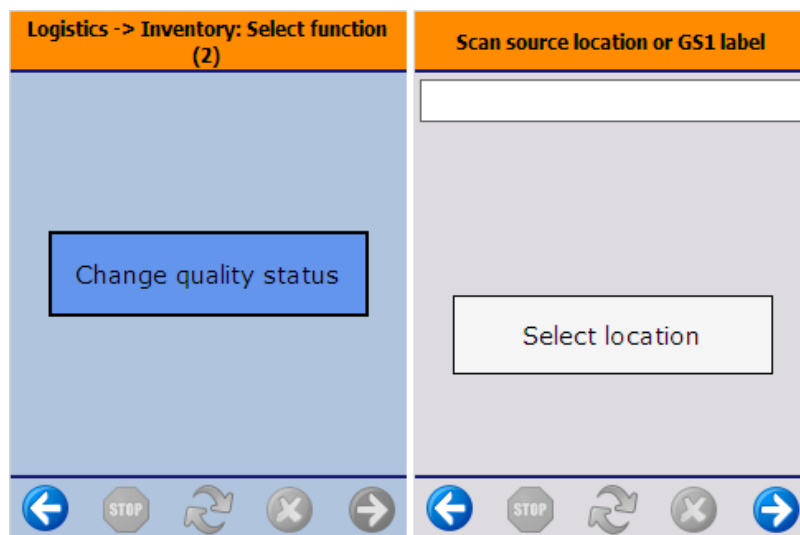 Logistics -> Inventory: Select function
(2)
Change quality status
STOP
Scan source location or GS1 label
Select location
STOP